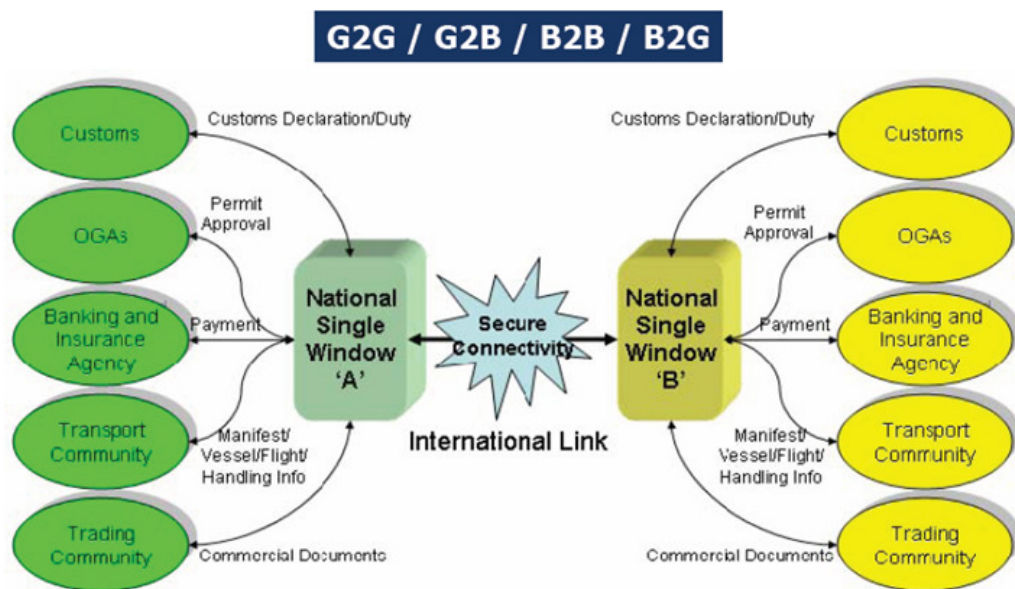 G2G / G2B / B2B / B2G
Customs
Customs Declaration/Duty
OGAs
Permit
Approval
Banking and
Insurance
Agency
Payment
Transport
Community
Manifest/
Vessel/Flight/
Handling Info
Trading
Community
Commercial Documents
National
Single
Window
‘A’
Secure
Connectivity
International Link
National
Single
Window
‘B’
Customs Declaration/Duty
Customs
Permit
Approval
OGAs
Payment
Banking and
Insurance
Agency
Manifest/
Vessel/Flight/
Handling Info
Transport
Community
Commercial Documents
Trading
Community